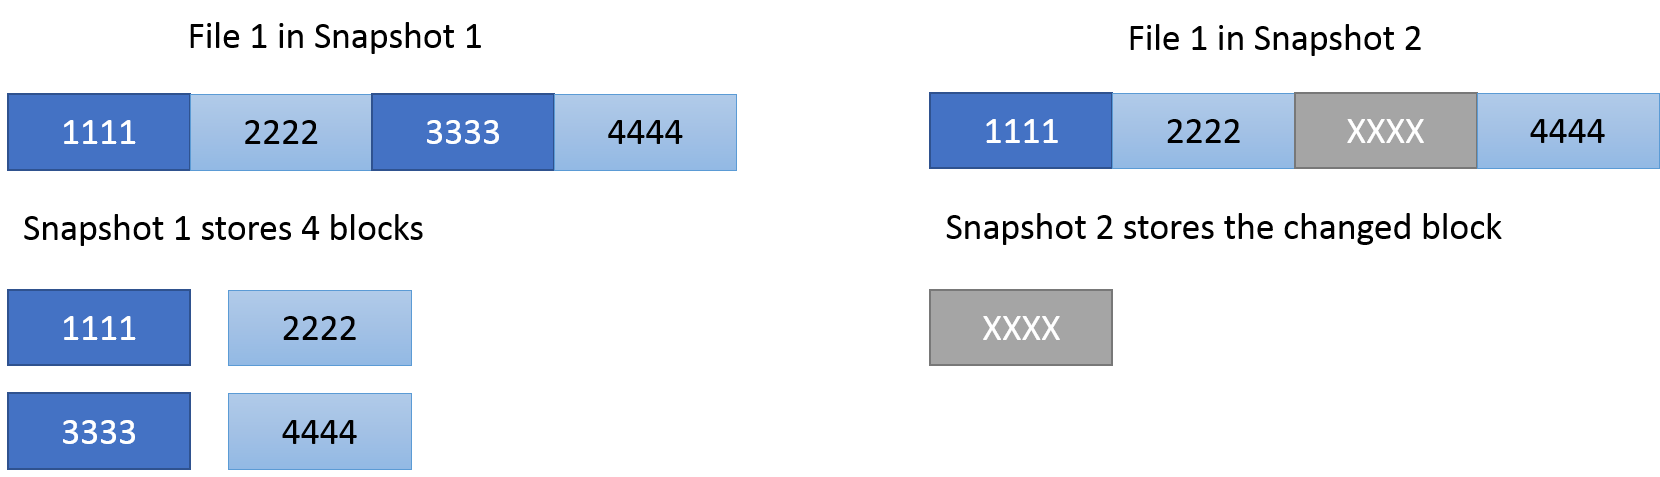 File 1 in Snapshot 1
1111 2222 3333 4444
Snapshot 1 stores 4 blocks
1111 2222
3333 4444
File 1 in Snapshot 2
1111 2222 XXXX 4444
Snapshot 2 stores the changed block
XXXX